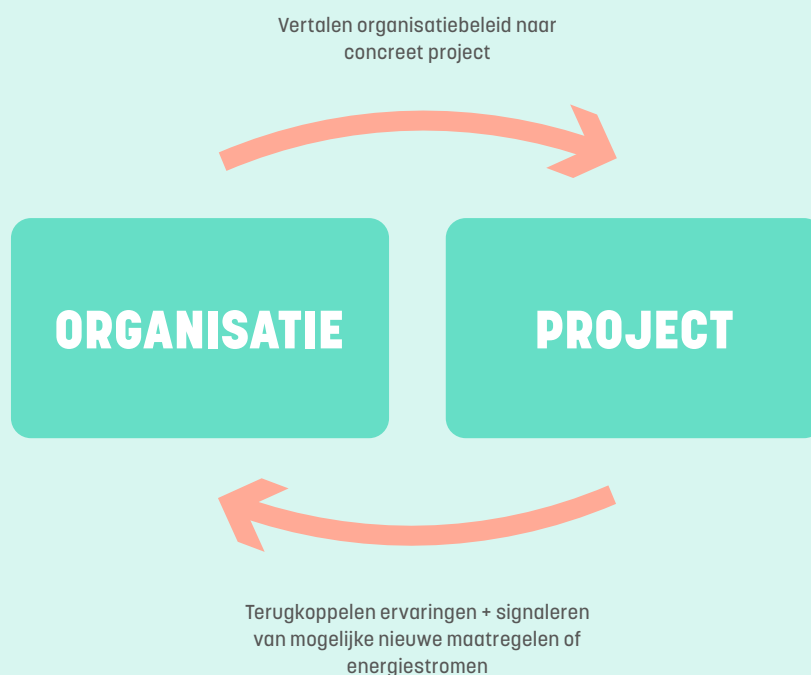 Vertalen organisatiebeleid naar
concreet project
ORGANISATIE
PROJECT
Terugkoppelen ervaringen + signaleren
van mogelijke nieuwe maatregelen of
energiestromen